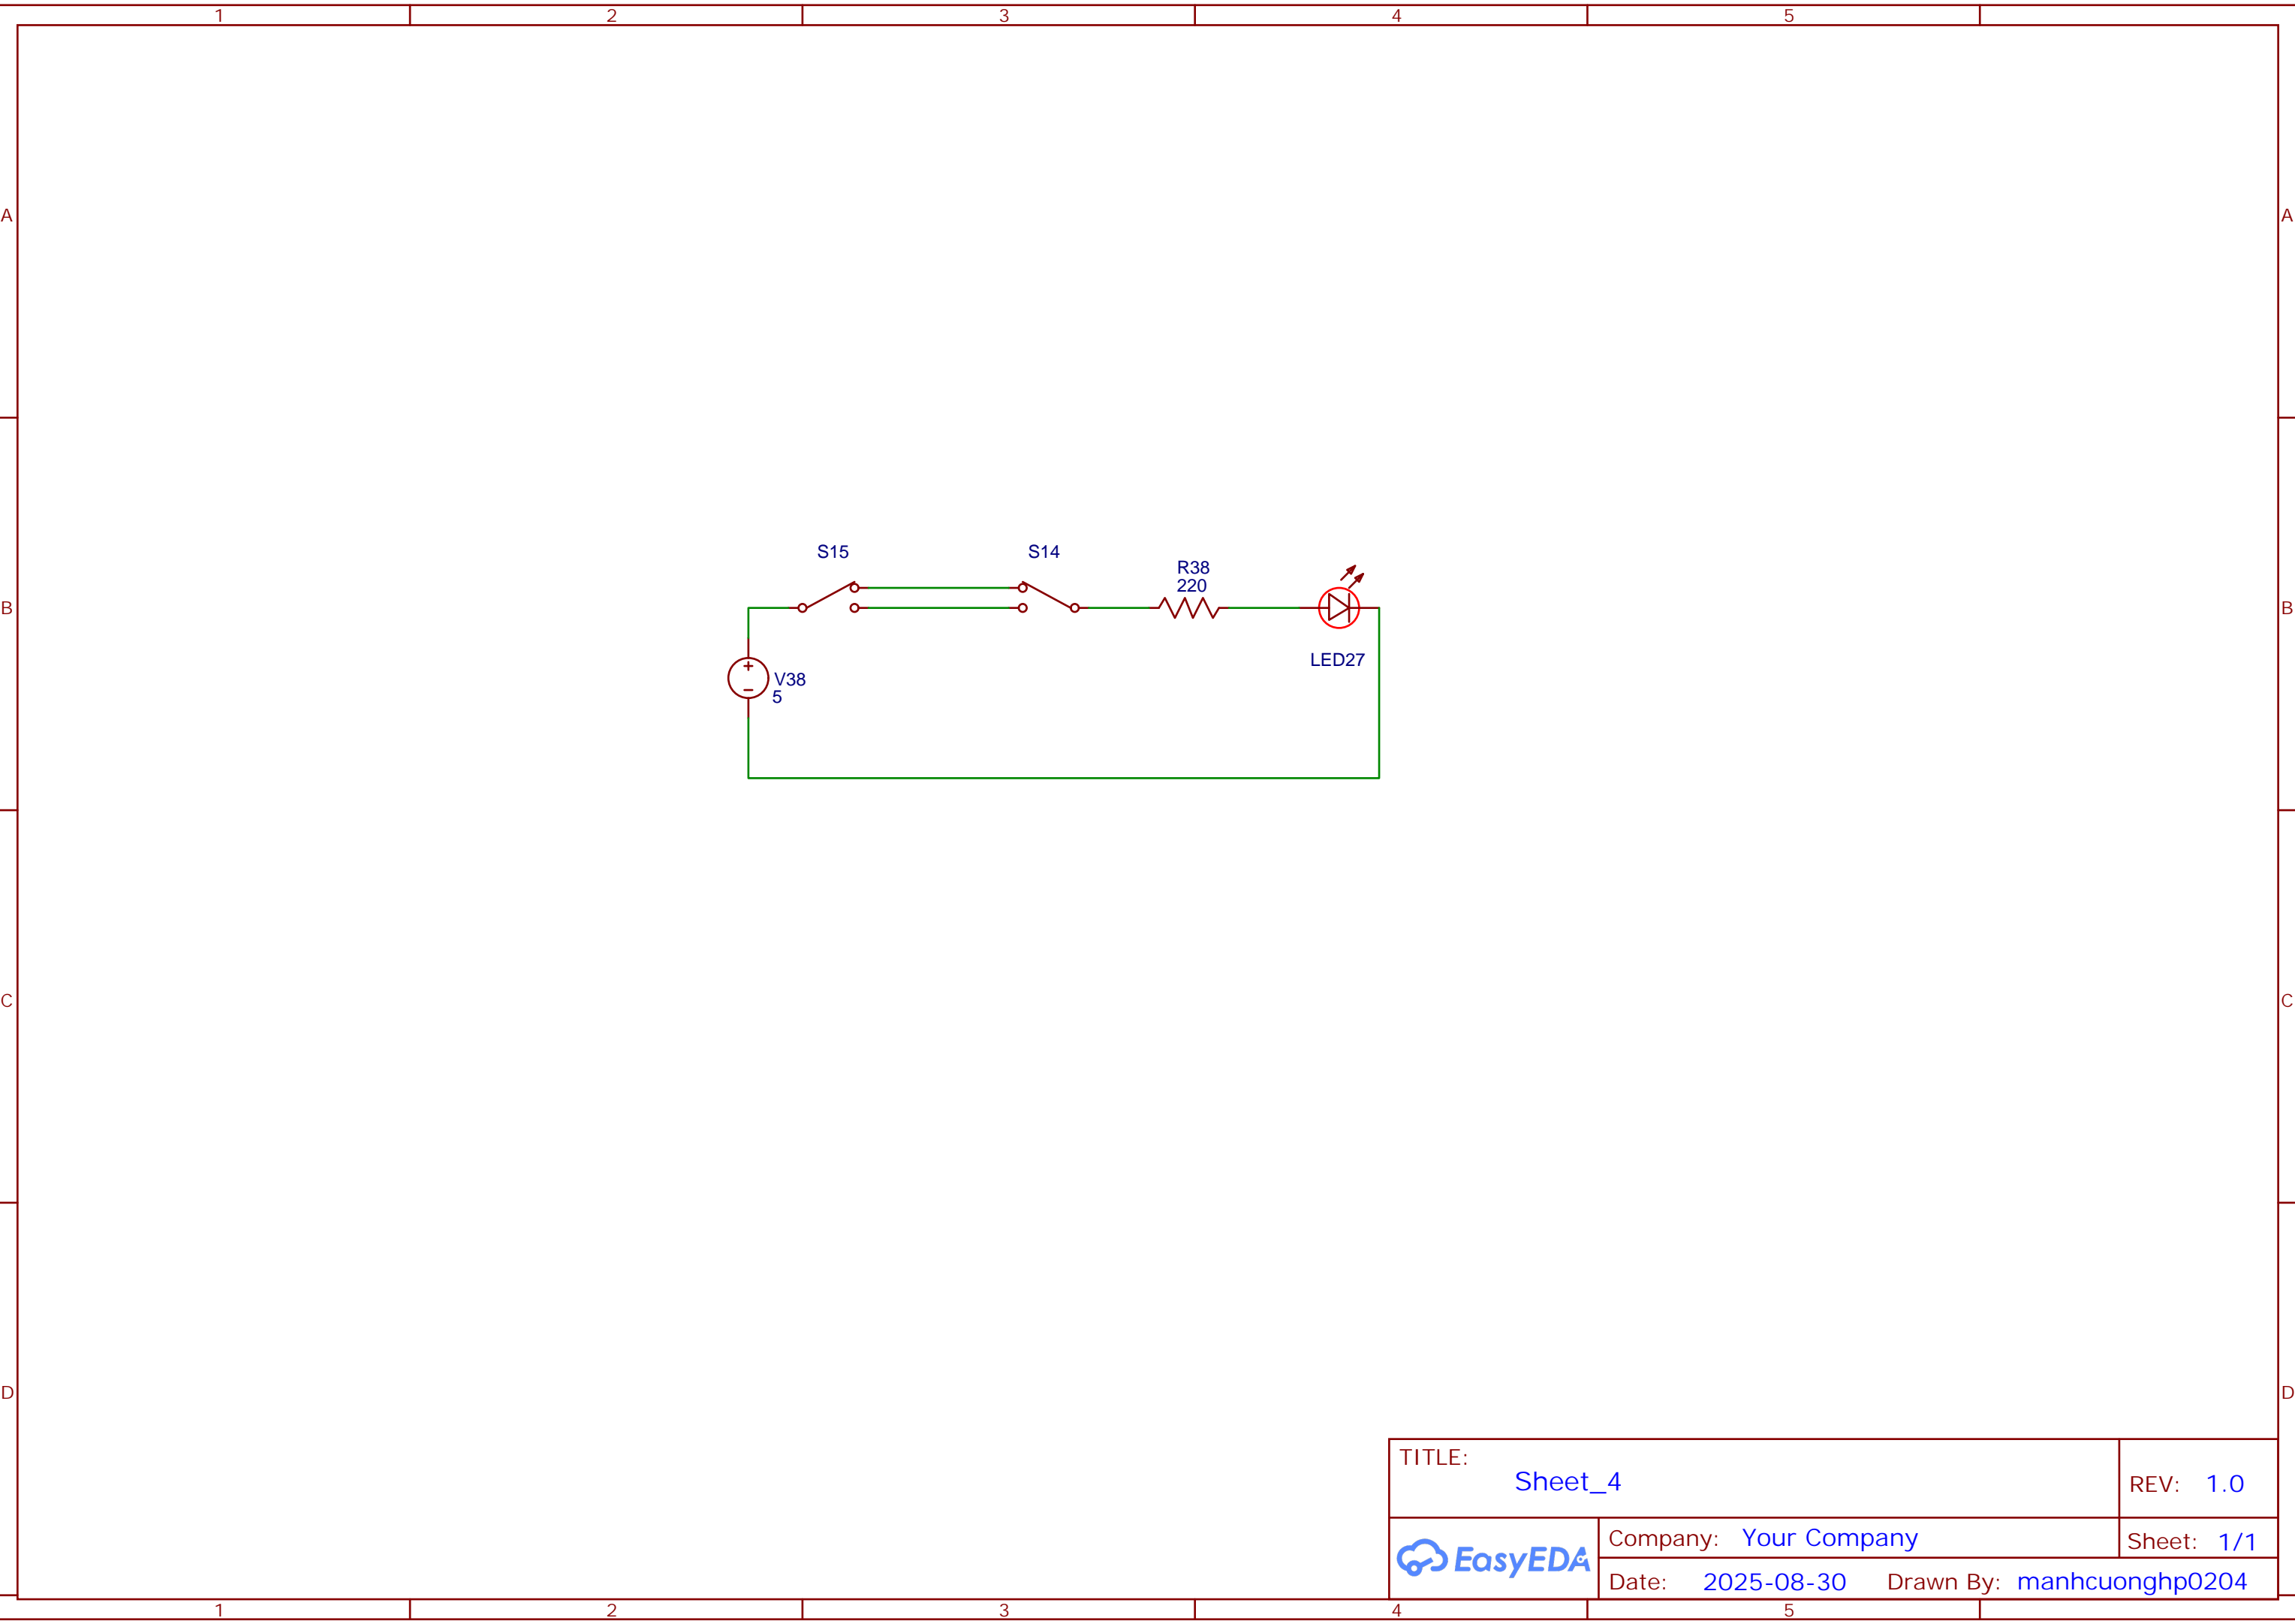 1 2 3 4 5
A A
S15 S14
R38
220
B B
LED27
+ V38
− 5
C C
D D
TITLE:
Sheet_4
REV: 1.0
EasyEDA
Company: Your Company
Sheet: 1/1
Date: 2025-08-30 Drawn By: manhcuonghp0204
1 2 3 4 5